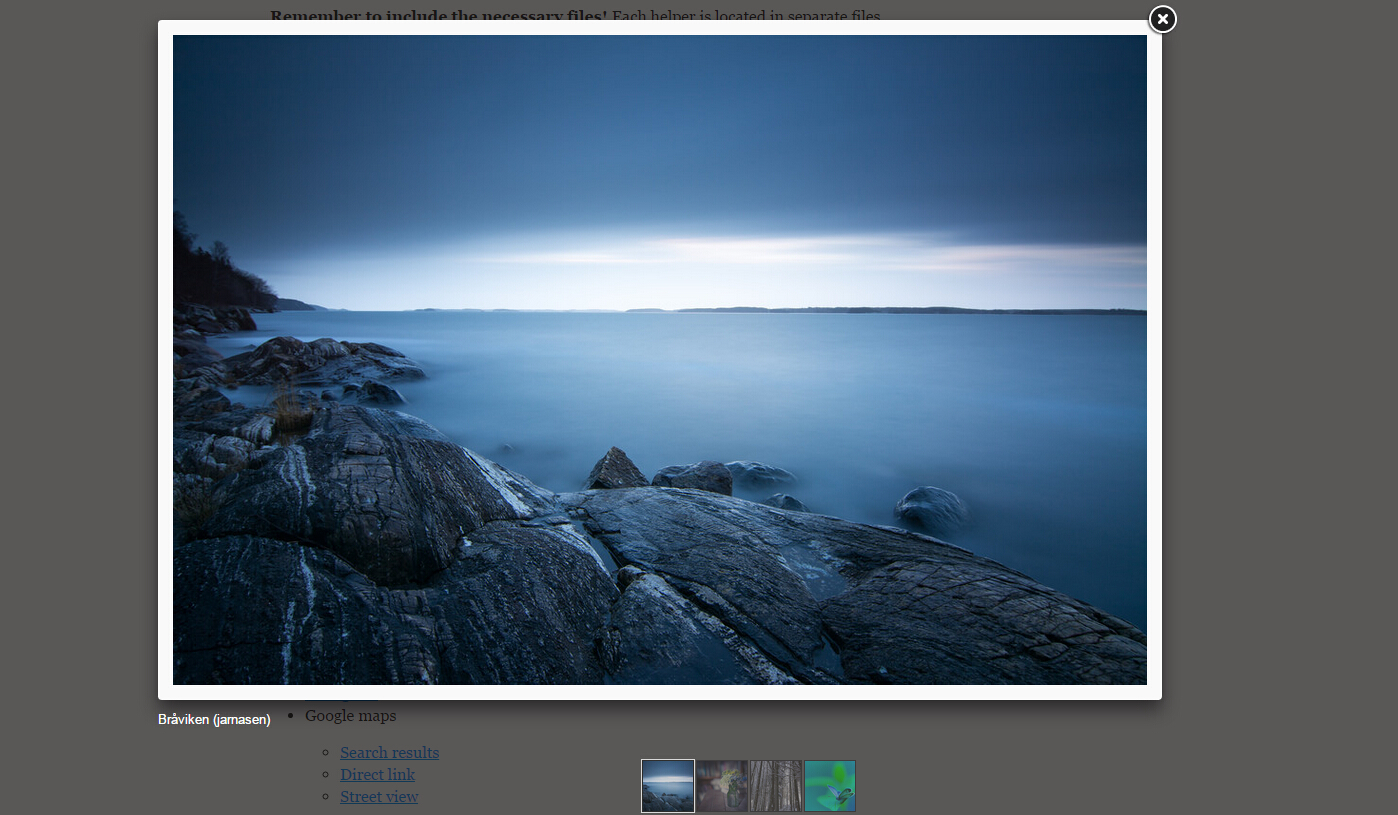 Remember to include the necessary files! Each helper is located in separate files
Bråviken (jarnasen)
Google maps
Search results
Direct link
Street view